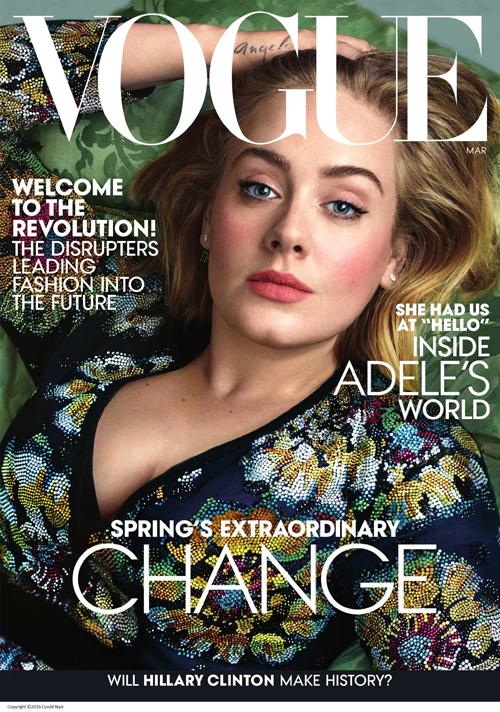 VOGUE
MAR
Angel
WELCOME
TO THE
REVOLUTION!
THE DISRUPTERS
LEADING
FASHION INTO
THE FUTURE
SHE HAD US
AT “HELLO”
INSIDE
ADELE’S
WORLD
SPRING’S EXTRAORDINARY
CHANGE
WILL HILLARY CLINTON MAKE HISTORY?
Copyright ©2016 Condé Nast